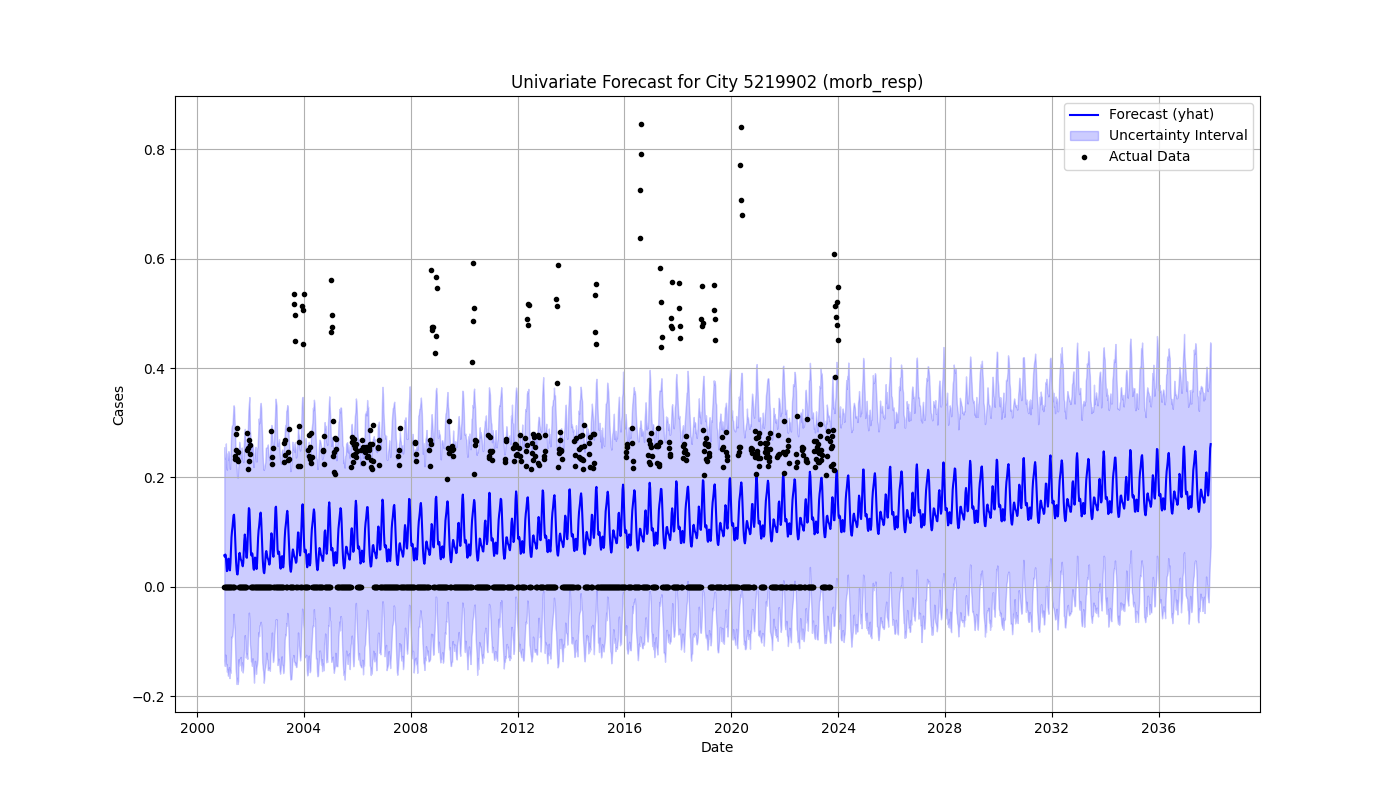 Univariate Forecast for City 5219902 (morb_resp)
Forecast (yhat)
Uncertainty Interval
Actual Data
Cases
0.8
0.6
0.4
0.2
0.0
−0.2
2000 2004 2008 2012 2016 2020 2024 2028 2032 2036
Date